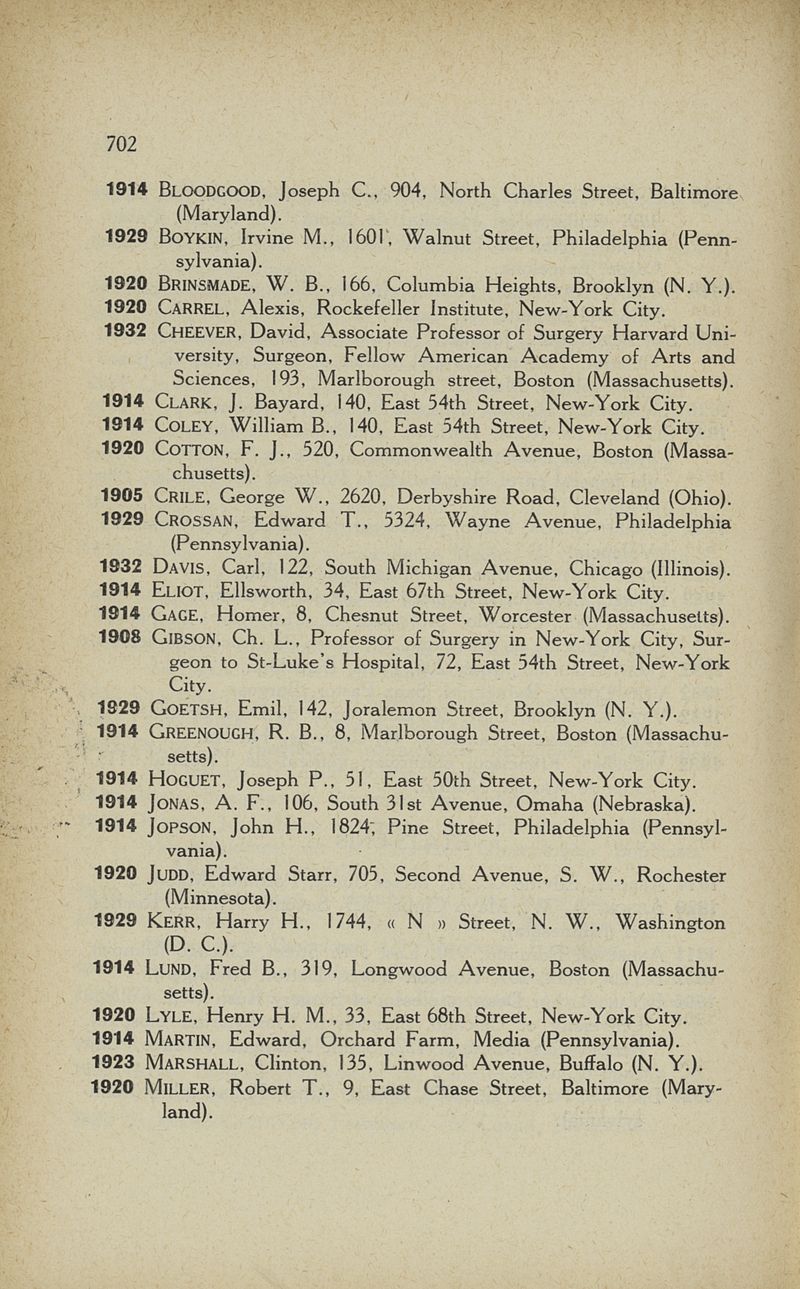 702
1914 BLOODGOOD, Joseph C., 904, North Charles Street, Baltimore
(Maryland).
1929 BOYKIN, Irvine M., 1601, Walnut Street, Philadelphia (Penn-
sylvania).
1920 BRINSMADE, W. B., 166, Columbia Heights, Brooklyn (N. Y.).
1920 CARREL, Alexis, Rockefeller Institute, New-York City.
1932 CHEEVER, David, Associate Professor of Surgery Harvard Uni-
versity, Surgeon, Fellow American Academy of Arts and
Sciences, 193, Marlborough street, Boston (Massachusetts).
1914 CLARK, J. Bayard, 140, East 54th Street, New-York City.
1914 COLEY, William B., 140, East 54th Street, New-York City.
1920 COTTON, F. J., 520, Commonwealth Avenue, Boston (Massa-
chusetts).
1905 CRILE, George W., 2620, Derbyshire Road, Cleveland (Ohio).
1929 CROSSAN, Edward T., 5324, Wayne Avenue, Philadelphia
(Pennsylvania).
1932 DAVIS, Carl, 122, South Michigan Avenue, Chicago (Illinois).
1914 ELIOT, Ellsworth, 34, East 67th Street, New-York City.
1914 GAGE, Homer, 8, Chesnut Street, Worcester (Massachusetts).
1908 GIBSON, Ch. L., Professor of Surgery in New-York City, Sur-
geon to St-Luke's Hospital, 72, East 54th Street, New-York
City.
1929 GOETSH, Emil, 142, Joralemon Street, Brooklyn (N. Y.).
1914 GREENOUGH, R. B., 8, Marlborough Street, Boston (Massachu-
setts).
1914 HOGUET, Joseph P., 51, East 50th Street, New-York City.
1914 JONAS, A. F., 106, South 31st Avenue, Omaha (Nebraska).
1914 JOPSON, John H., 1824, Pine Street, Philadelphia (Pennsyl-
vania).
1920 JUDD, Edward Starr, 705, Second Avenue, S. W., Rochester
(Minnesota).
1929 KERR, Harry H., 1744, « N » Street, N. W., Washington
(D. C.).
1914 LUND, Fred B., 319, Longwood Avenue, Boston (Massachu-
setts).
1920 LYLE, Henry H. M., 33, East 68th Street, New-York City.
1914 MARTIN, Edward, Orchard Farm, Media (Pennsylvania).
1923 MARSHALL, Clinton, 135, Linwood Avenue, Buffalo (N. Y.).
1920 MILLER, Robert T., 9, East Chase Street, Baltimore (Mary-
land).